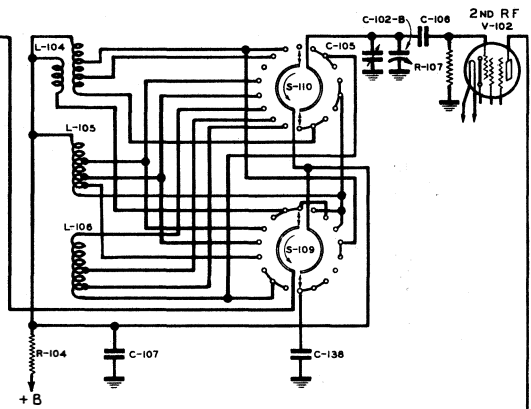 2ND RF
V-102
C-102-B
C-106
L-104
C-105
R-107
S-110
L-105
L-106
S-109
R-104
C-107
C-138
+ B